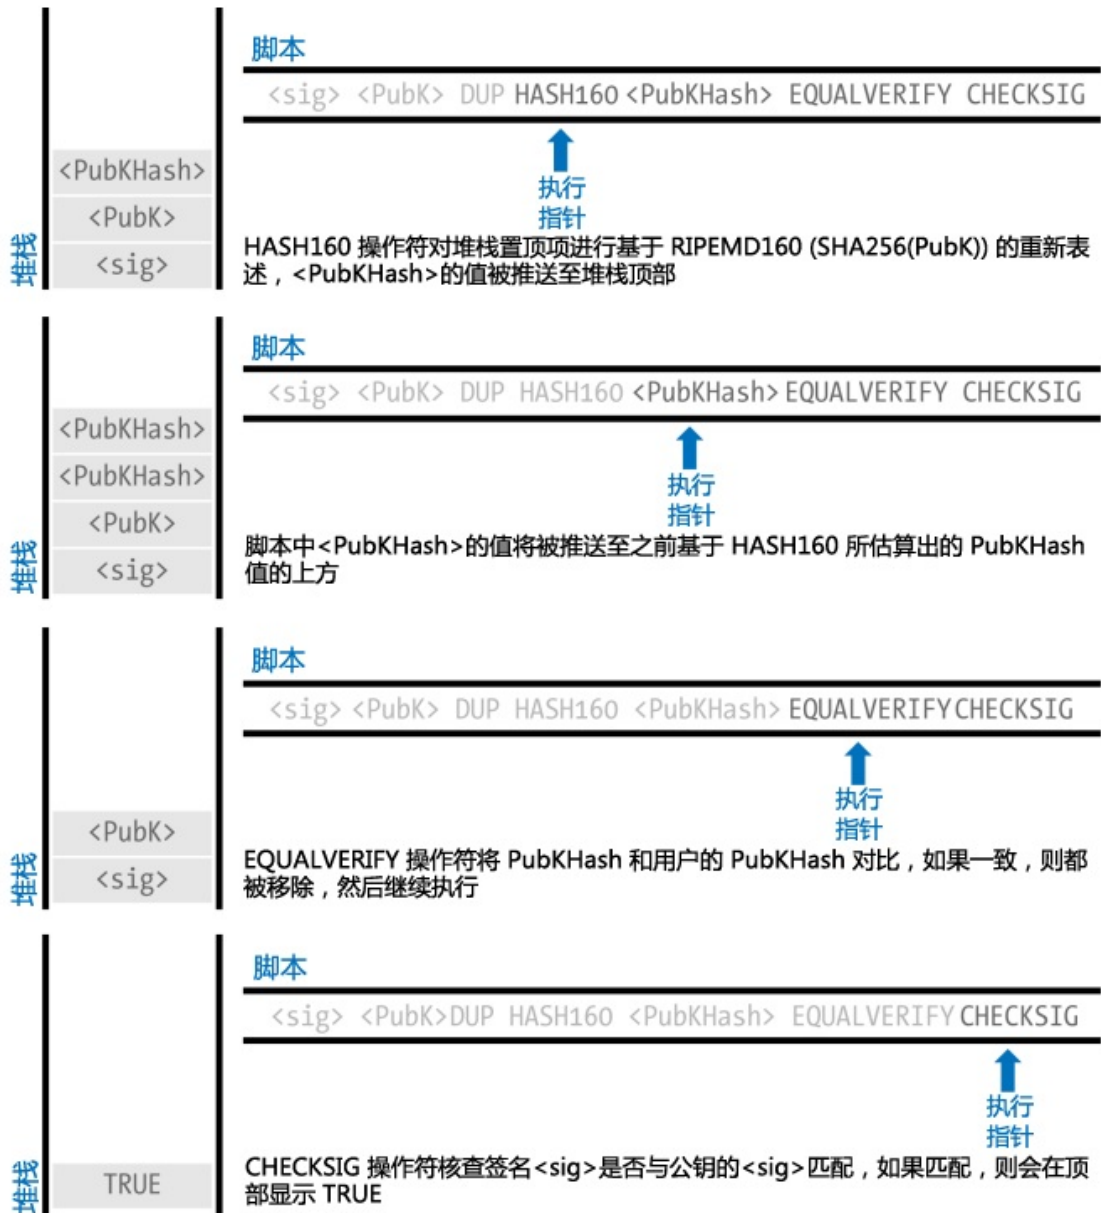 脚本
<sig> <PubK> DUP HASH160 <PubKHash> EQUALVERIFY CHECKSIG
执行
指针
<PubKHash>
<PubK>
<sig>
堆栈
HASH160 操作符对堆栈置顶项进行基于 RIPEMD160 (SHA256(PubK)) 的重新表
述，<PubKHash>的值被推送至堆栈顶部
脚本
<sig> <PubK> DUP HASH160 <PubKHash> EQUALVERIFY CHECKSIG
执行
指针
<PubKHash>
<PubKHash>
<PubK>
<sig>
堆栈
脚本中<PubKHash>的值将被推送至之前基于 HASH160 所估算出的 PubKHash
值的上方
脚本
<sig> <PubK> DUP HASH160 <PubKHash> EQUALVERIFY CHECKSIG
执行
指针
<PubK>
<sig>
堆栈
EQUALVERIFY 操作符将 PubKHash 和用户的 PubKHash 对比，如果一致，则都
被移除，然后继续执行
脚本
<sig> <PubK> DUP HASH160 <PubKHash> EQUALVERIFY CHECKSIG
执行
指针
TRUE
堆栈
CHECKSIG 操作符核查签名<sig>是否与公钥的<sig>匹配，如果匹配，则会在顶
部显示 TRUE